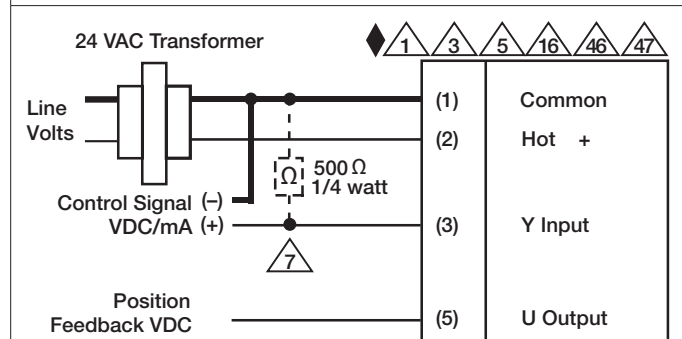 24 VAC Transformer
1 3 5 16 46 47
Line
Volts
(1) Common
(2) Hot +
Ω 500 Ω
1/4 watt
Control Signal (–)
VDC/mA (+)
(3) Y Input
7
Position
Feedback VDC
(5) U Output